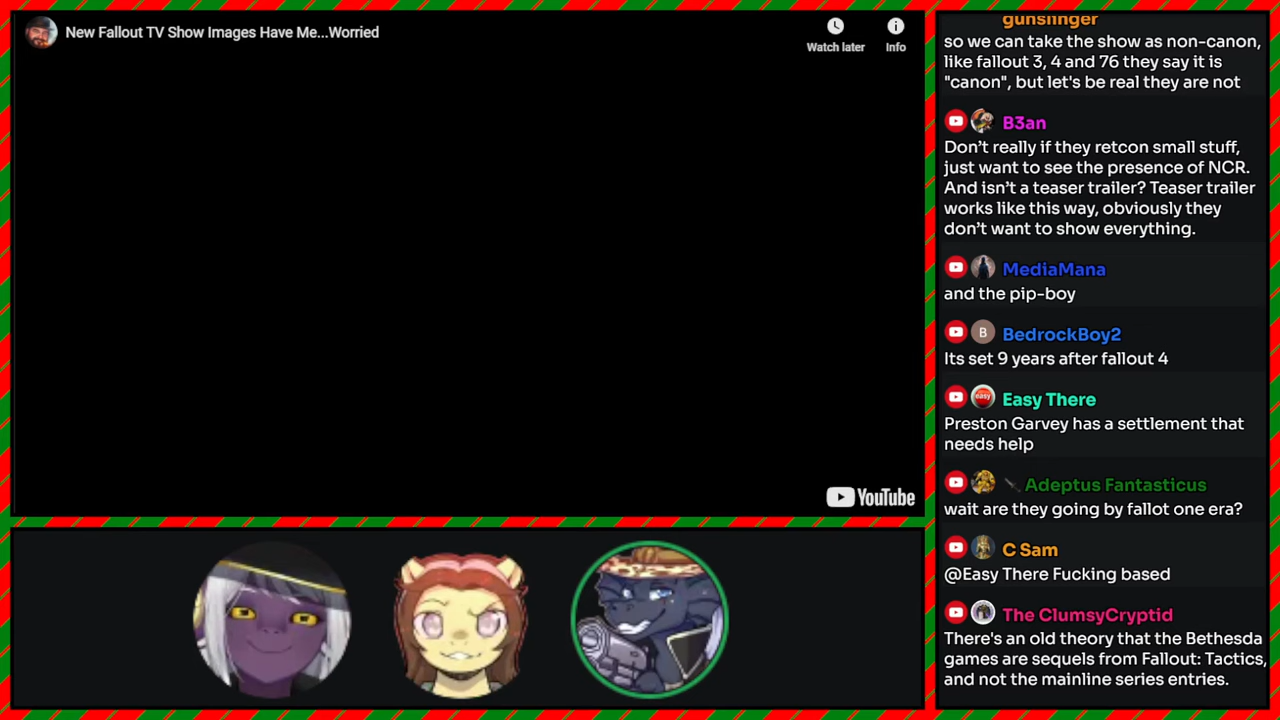 New Fallout TV Show Images Have Me...Worried
Watch later
Info
YouTube
gunslinger
so we can take the show as non-canon,
like fallout 3, 4 and 76 they say it is
"canon", but let's be real they are not
B3an
Don’t really if they retcon small stuff,
just want to see the presence of NCR.
And isn’t a teaser trailer? Teaser trailer
works like this way, obviously they
don’t want to show everything.
MediaMana
and the pip-boy
B
BedrockBoy2
Its set 9 years after fallout 4
easy
Easy There
Preston Garvey has a settlement that
needs help
Adeptus Fantasticus
wait are they going by fallot one era?
C Sam
@Easy There Fucking based
The ClumsyCryptid
There's an old theory that the Bethesda
games are sequels from Fallout: Tactics,
and not the mainline series entries.